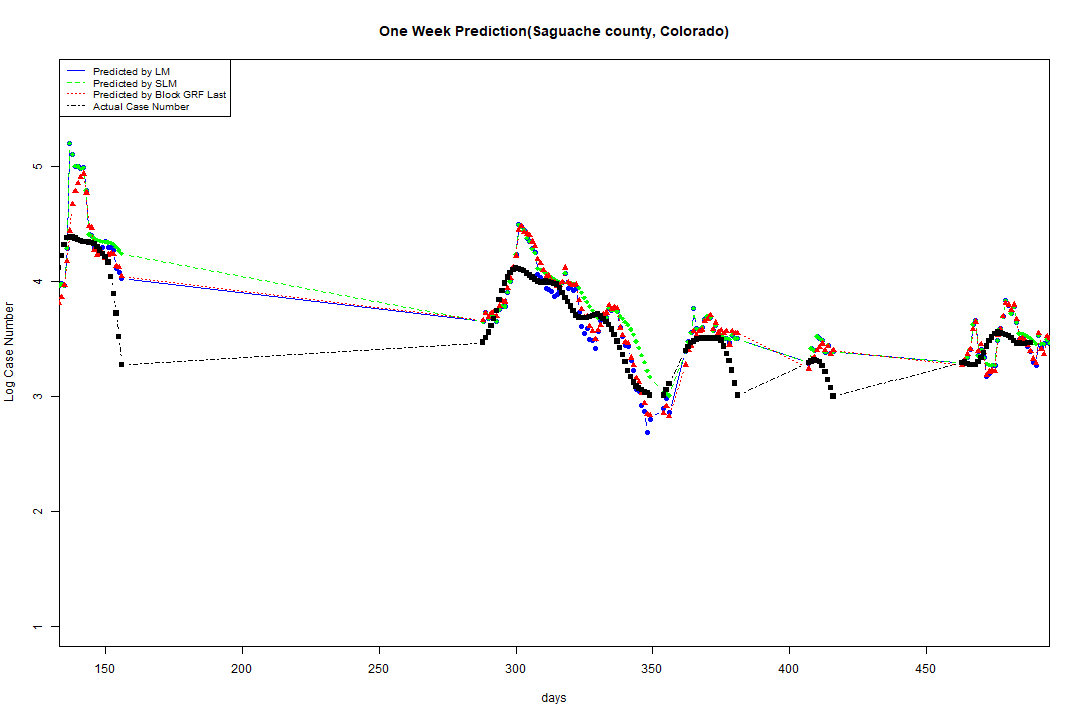 One Week Prediction(Saguache county, Colorado)
Predicted by LM
Predicted by SLM
Predicted by Block GRF Last
Actual Case Number
5
4
3
2
1
Log Case Number
150 200 250 300 350 400 450
days